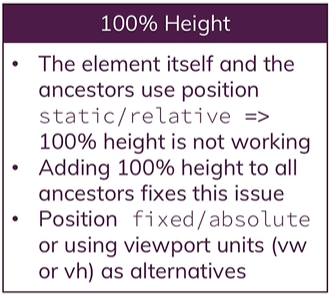 100% Height
• The element itself and the
ancestors use position
static/relative =>
100% height is not working
• Adding 100% height to all
ancestors fixes this issue
• Position fixed/absolute
or using viewport units (vw
or vh) as alternatives